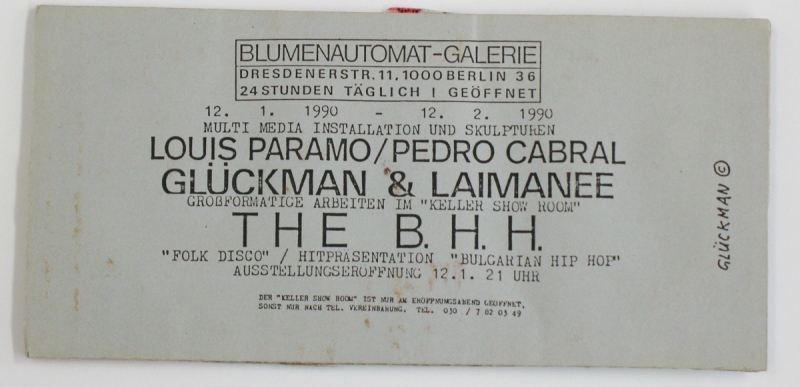 BLUMENAUTOMAT-GALERIE
DRESDENERSTR. 11, 1000 BERLIN 36
24 STUNDEN TÄGLICH ! GEÖFFNET
12. 1. 1990 - 12. 2. 1990
MULTI MEDIA INSTALLATION UND SKULPTUREN
LOUIS PARAMO/PEDRO CABRAL
GLÜCKMAN & LAIMANEE
GROßFORMATIGE ARBEITEN IM "KELLER SHOW ROOM"
THE B. H. H.
"FOLK DISCO" / HITPRÄSENTATION "BULGARIAN HIP HOP"
AUSSTELLUNGSERÖFFNUNG 12.1. 21 UHR
DER "KELLER SHOW ROOM" IST NUR AM ERÖFFNUNGSABEND GEÖFFNET,
SONST NUR NACH TEL. VEREINBARUNG. TEL. 030 / 7 82 03 49
GLÜCKMAN ©